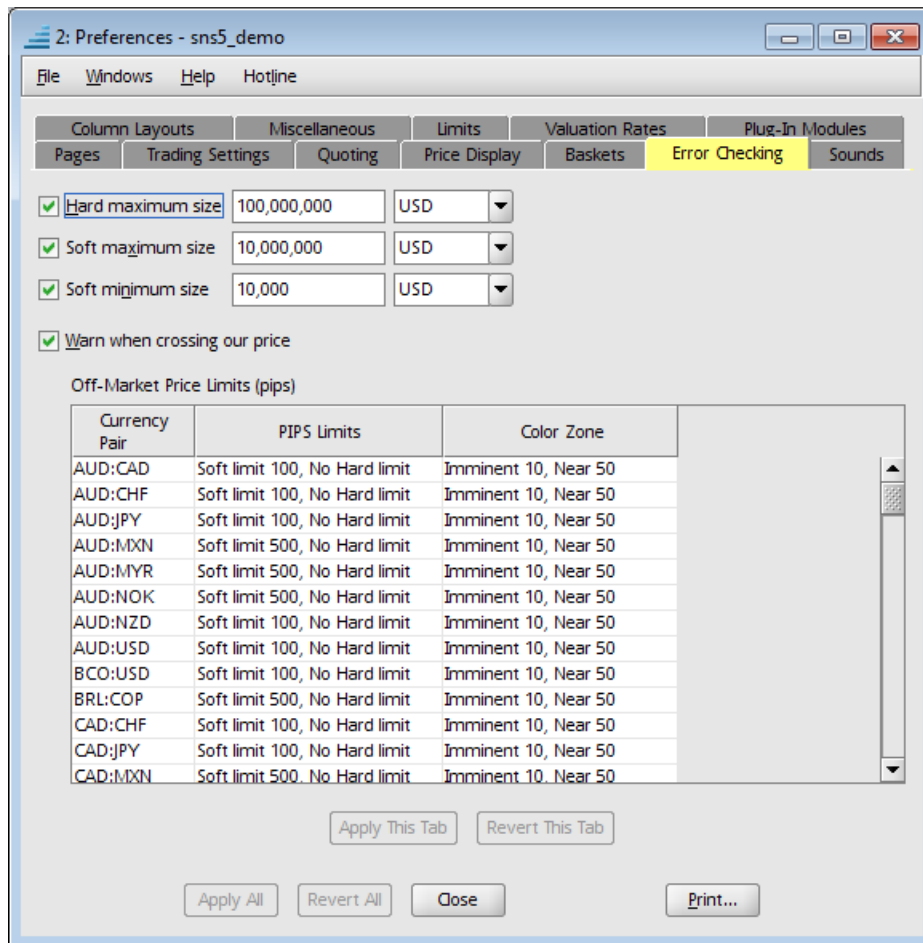 2: Preferences - sns5_demo
File Windows Help Hotline
Column Layouts Miscellaneous Limits Valuation Rates Plug-In Modules
Pages Trading Settings Quoting Price Display Baskets Error Checking Sounds
Hard maximum size 100,000,000 USD
Soft maximum size 10,000,000 USD
Soft minimum size 10,000 USD
Warn when crossing our price
Off-Market Price Limits (pips)
Currency Pair PIPS Limits Color Zone
AUD:CAD Soft limit 100, No Hard limit Imminent 10, Near 50
AUD:CHF Soft limit 100, No Hard limit Imminent 10, Near 50
AUD:JPY Soft limit 100, No Hard limit Imminent 10, Near 50
AUD:MXN Soft limit 500, No Hard limit Imminent 10, Near 50
AUD:MYR Soft limit 500, No Hard limit Imminent 10, Near 50
AUD:NOK Soft limit 500, No Hard limit Imminent 10, Near 50
AUD:NZD Soft limit 100, No Hard limit Imminent 10, Near 50
AUD:USD Soft limit 100, No Hard limit Imminent 10, Near 50
BCO:USD Soft limit 100, No Hard limit Imminent 10, Near 50
BRL:COP Soft limit 500, No Hard limit Imminent 10, Near 50
CAD:CHF Soft limit 100, No Hard limit Imminent 10, Near 50
CAD:JPY Soft limit 100, No Hard limit Imminent 10, Near 50
CAD:MXN Soft limit 500, No Hard limit Imminent 10, Near 50
Apply This Tab Revert This Tab
Apply All Revert All Close Print...